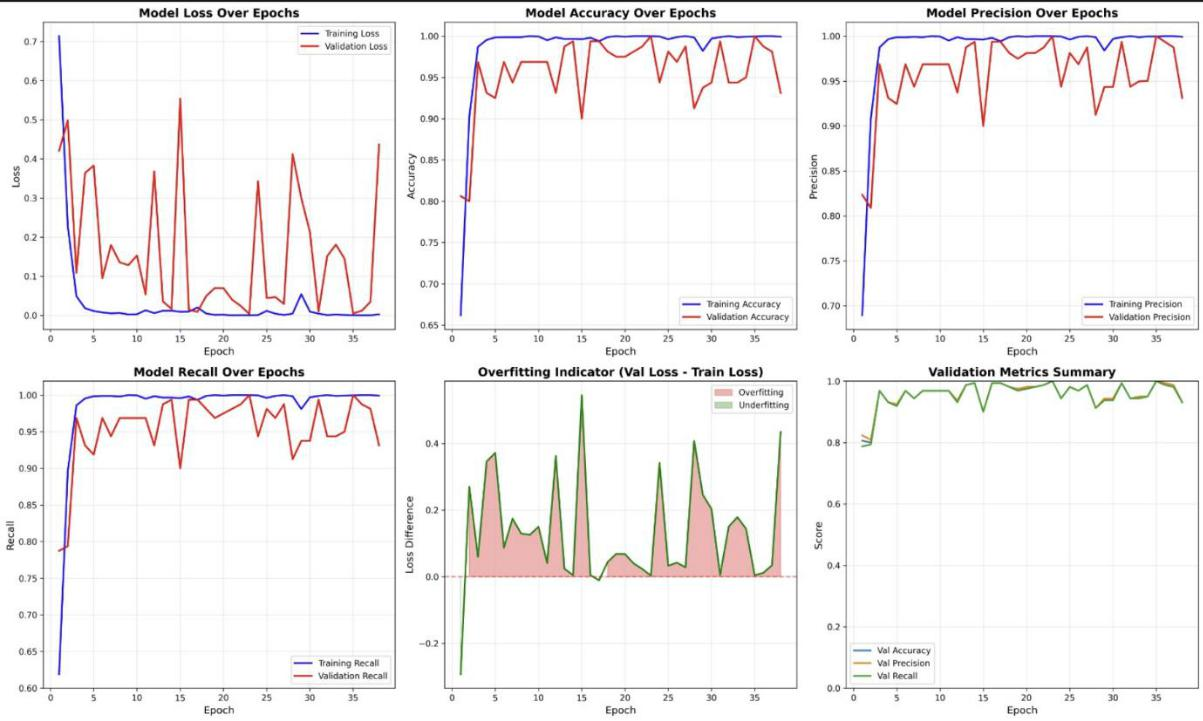 Model Loss Over Epochs
Training Loss
Validation Loss
0.7
0.6
0.5
0.4
0.3
0.2
0.1
0.0
Loss
0 5 10 15 20 25 30 35
Epoch
Model Accuracy Over Epochs
1.00
0.95
0.90
0.85
0.80
0.75
0.70
0.65
Accuracy
Training Accuracy
Validation Accuracy
0 5 10 15 20 25 30 35
Epoch
Model Precision Over Epochs
1.00
0.95
0.90
0.85
0.80
0.75
0.70
Precision
Training Precision
Validation Precision
0 5 10 15 20 25 30 35
Epoch
Model Recall Over Epochs
1.00
0.95
0.90
0.85
0.80
0.75
0.70
0.65
0.60
Recall
Training Recall
Validation Recall
0 5 10 15 20 25 30 35
Epoch
Overfitting Indicator (Val Loss - Train Loss)
Overfitting
Underfitting
0.4
0.2
0.0
−0.2
Loss Difference
0 5 10 15 20 25 30 35
Epoch
Validation Metrics Summary
1.0
0.8
0.6
0.4
0.2
0.0
Score
Val Accuracy
Val Precision
Val Recall
0 5 10 15 20 25 30 35
Epoch